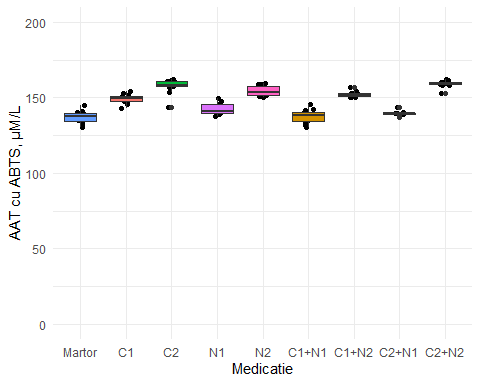 AAT cu ABTS, µM/L
200
150
100
50
0
Martor C1 C2 N1 N2 C1+N1 C1+N2 C2+N1 C2+N2
Medicatie